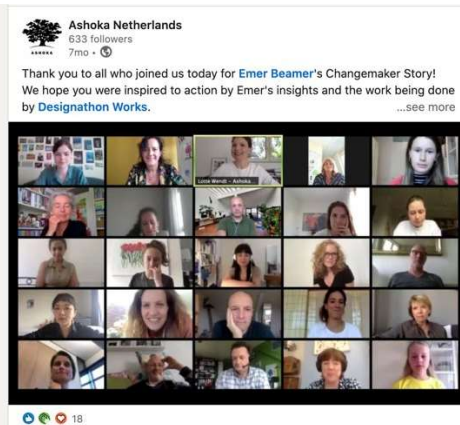 Ashoka Netherlands
633 followers
7mo •
Thank you to all who joined us today for Emer Beamer's Changemaker Story!
We hope you were inspired to action by Emer's insights and the work being done
by Designathon Works. ...see more
ASHOKA
18